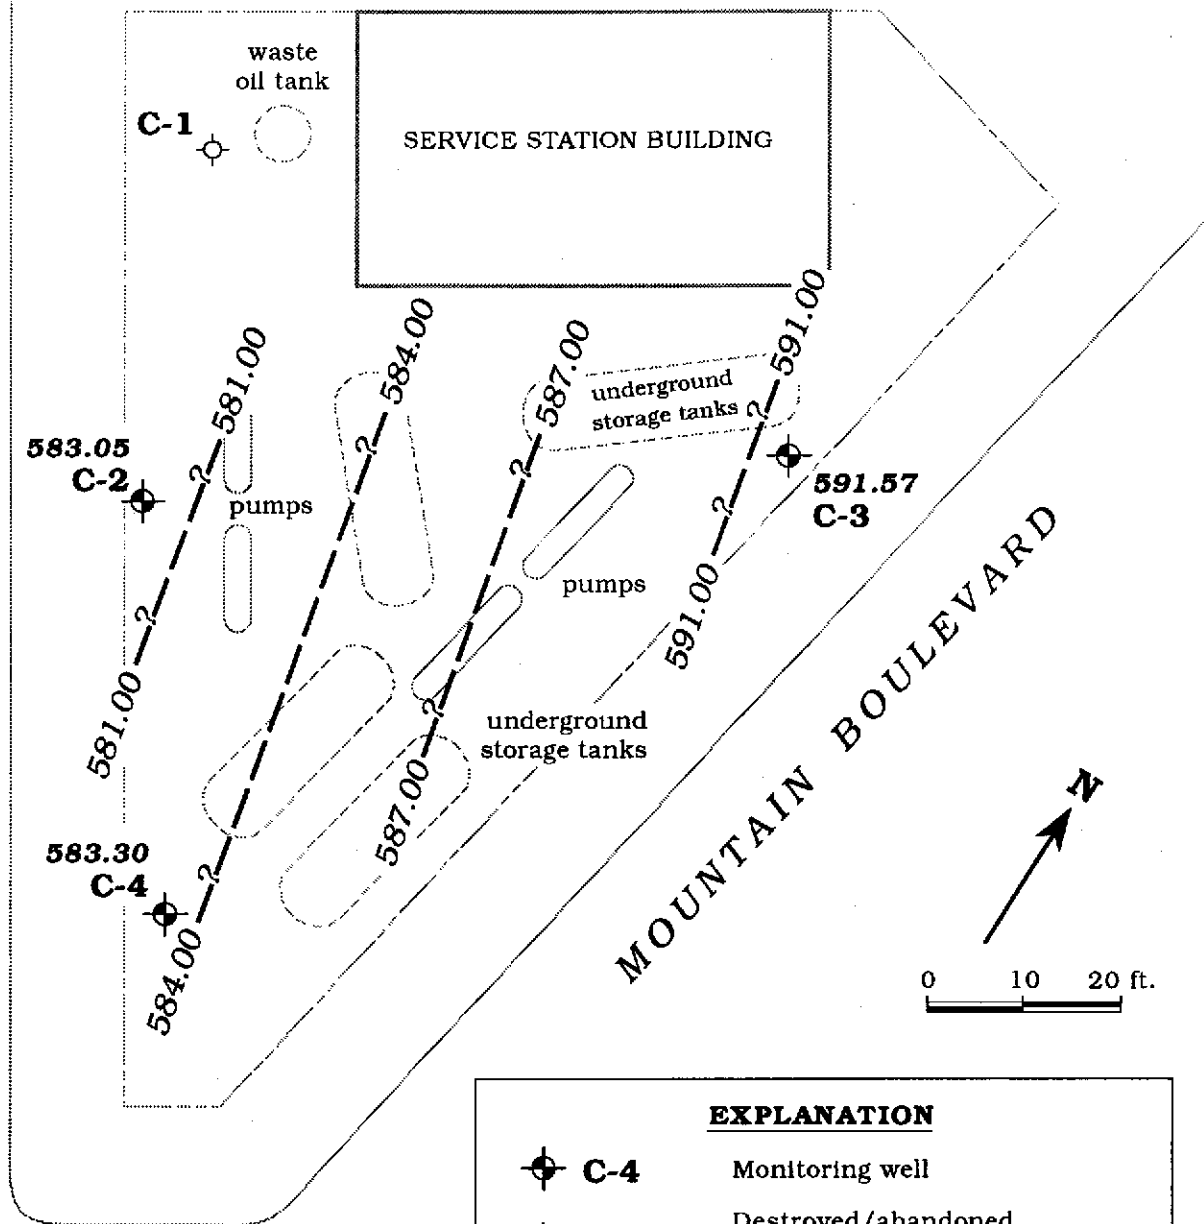 waste
oil tank
C-1
SERVICE STATION BUILDING
581.00
584.00
587.00
591.00
underground
storage tanks
583.05
C-2
pumps
591.57
C-3
pumps
591.00
581.00
underground
storage tanks
587.00
583.30
C-4
584.00
MOUNTAIN BOULEVARD
N
0 10 20 ft.
?
?
?
?
?
?
?
?
EXPLANATION
C-4 Monitoring well
Destroyed/abandoned